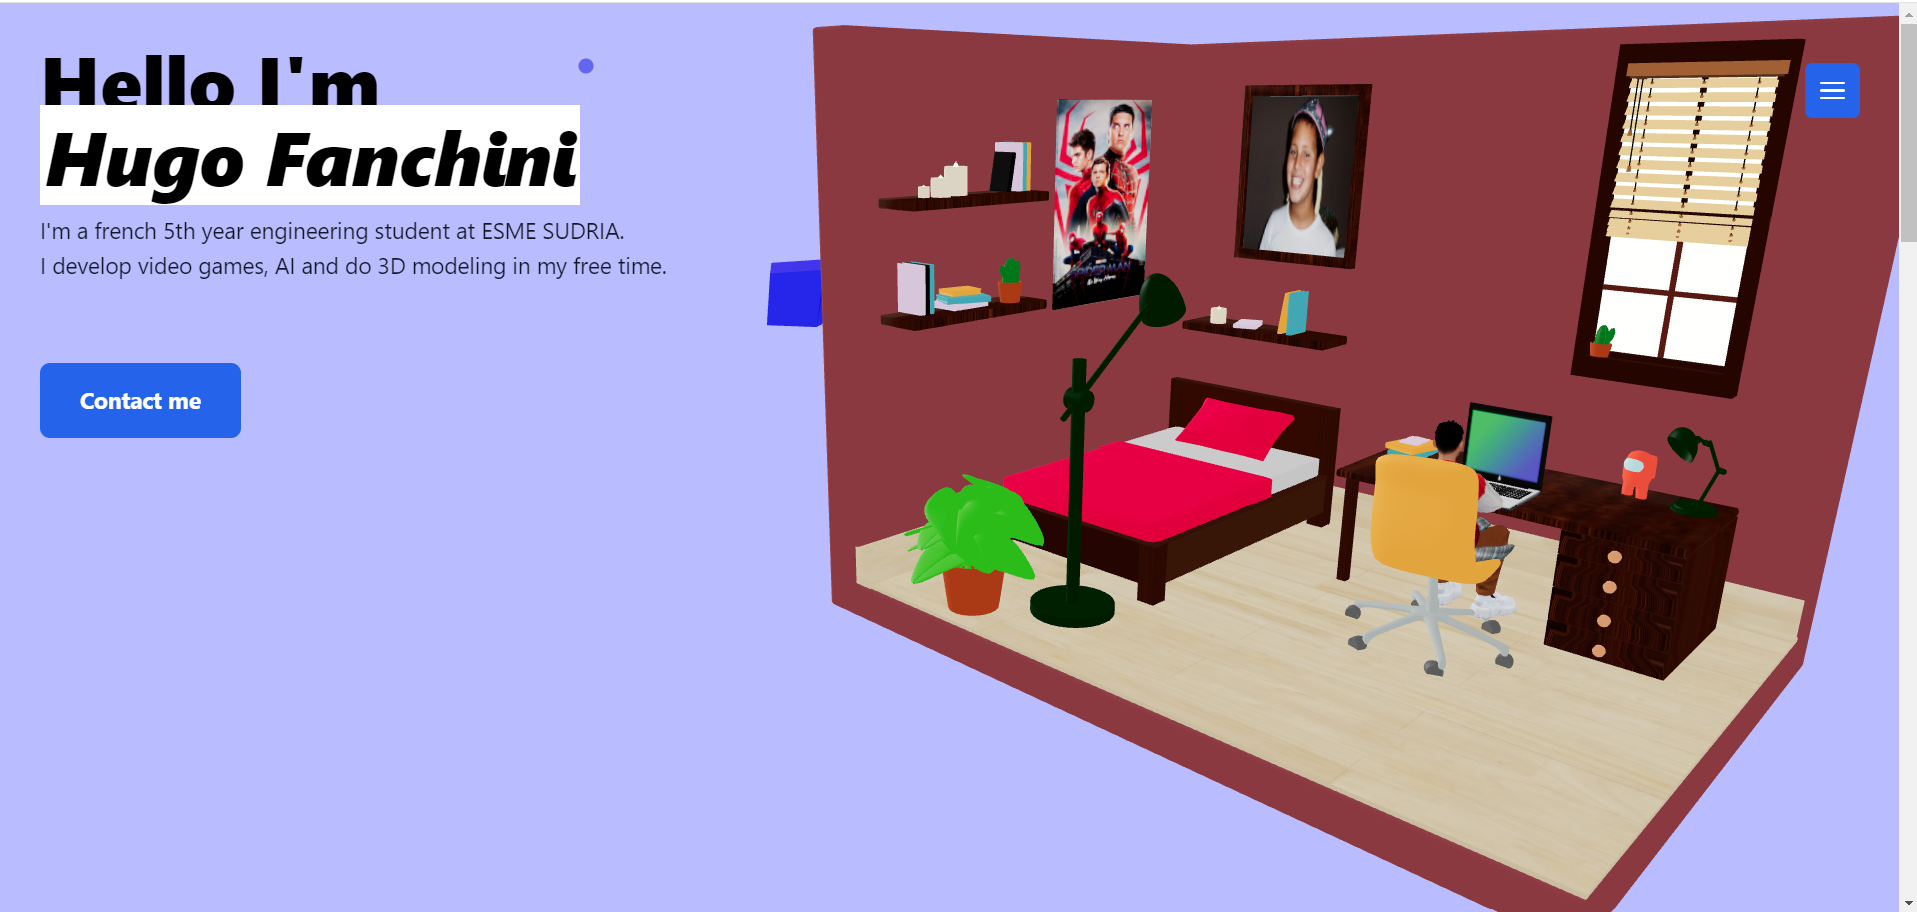 Hello I'm
Hugo Fanchini
I'm a french 5th year engineering student at ESME SUDRIA.
I develop video games, AI and do 3D modeling in my free time.
Contact me
SPIDER-MAN